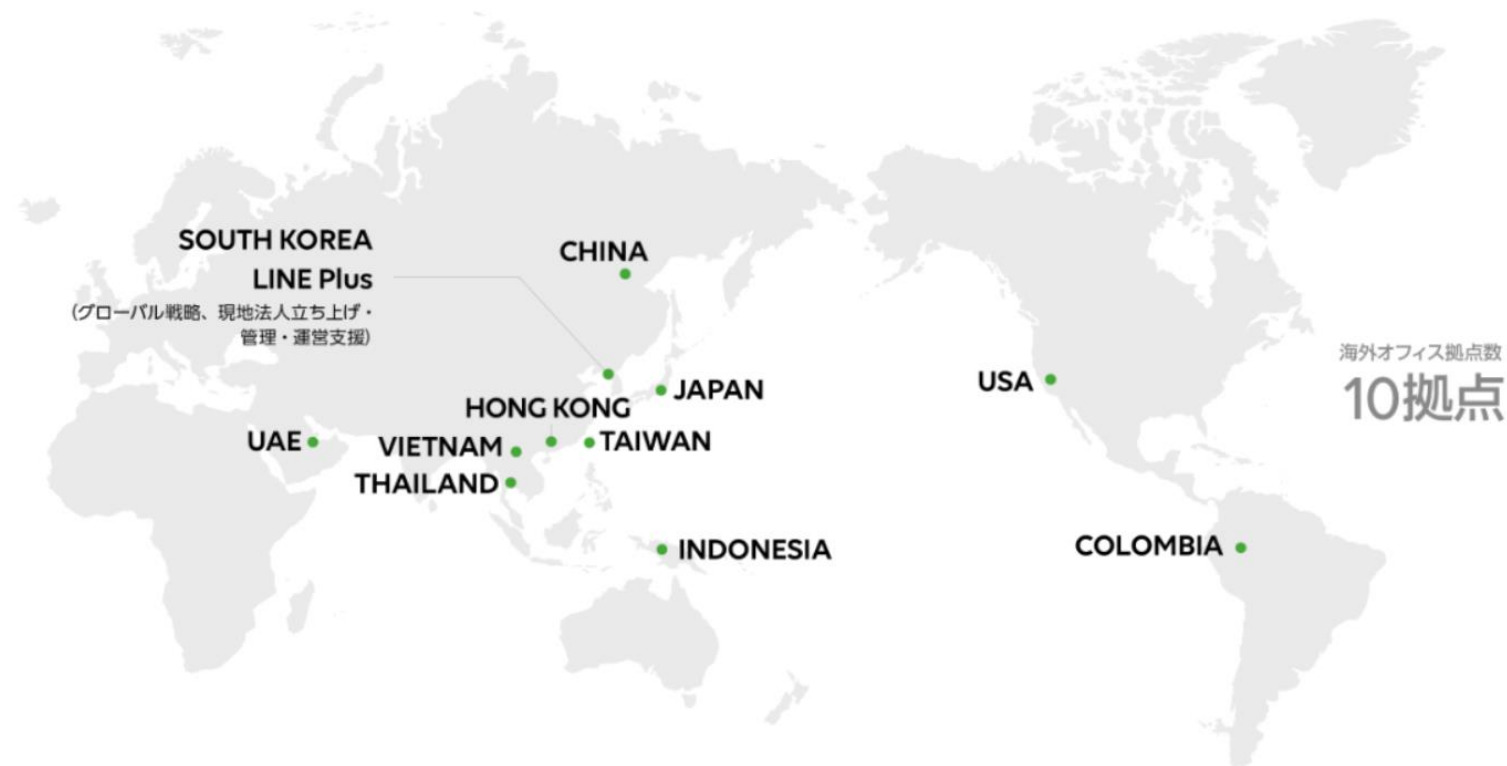 SOUTH KOREA
LINE Plus
(グローバル戦略、現地法人立ち上げ・
管理・運営支援)
CHINA
JAPAN
HONG KONG
UAE
VIETNAM
TAIWAN
THAILAND
INDONESIA
USA
COLOMBIA
海外オフィス拠点数
10拠点